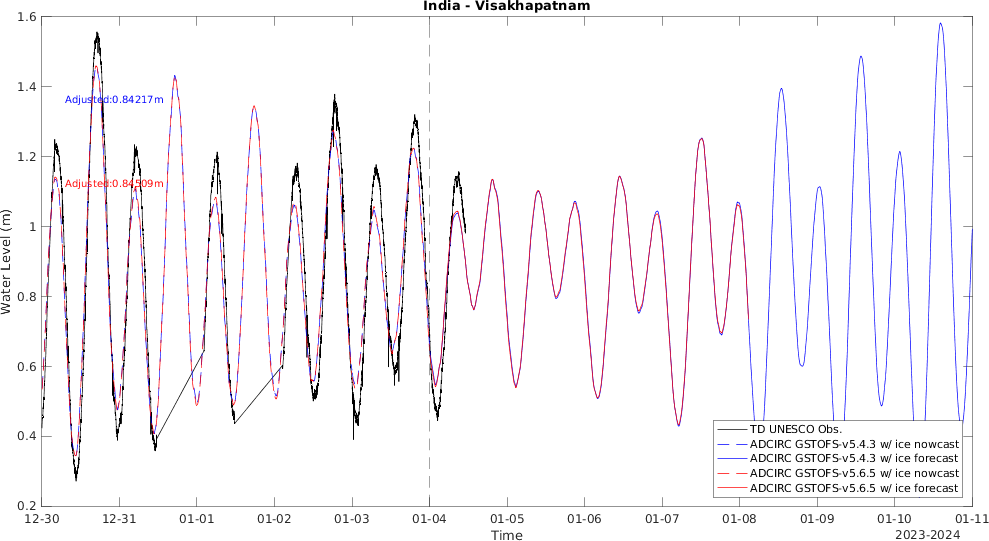 India - Visakhapatnam
1.6
1.4
1.2
1
0.8
0.6
0.4
0.2
Water Level (m)
Adjusted:0.84217m
Adjusted:0.84509m
TD UNESCO Obs.
ADCIRC GSTOFS-v5.4.3 w/ ice nowcast
ADCIRC GSTOFS-v5.4.3 w/ ice forecast
ADCIRC GSTOFS-v5.6.5 w/ ice nowcast
ADCIRC GSTOFS-v5.6.5 w/ ice forecast
12-30 12-31 01-01 01-02 01-03 01-04 01-05 01-06 01-07 01-08 01-09 01-10 01-11
Time
2023-2024